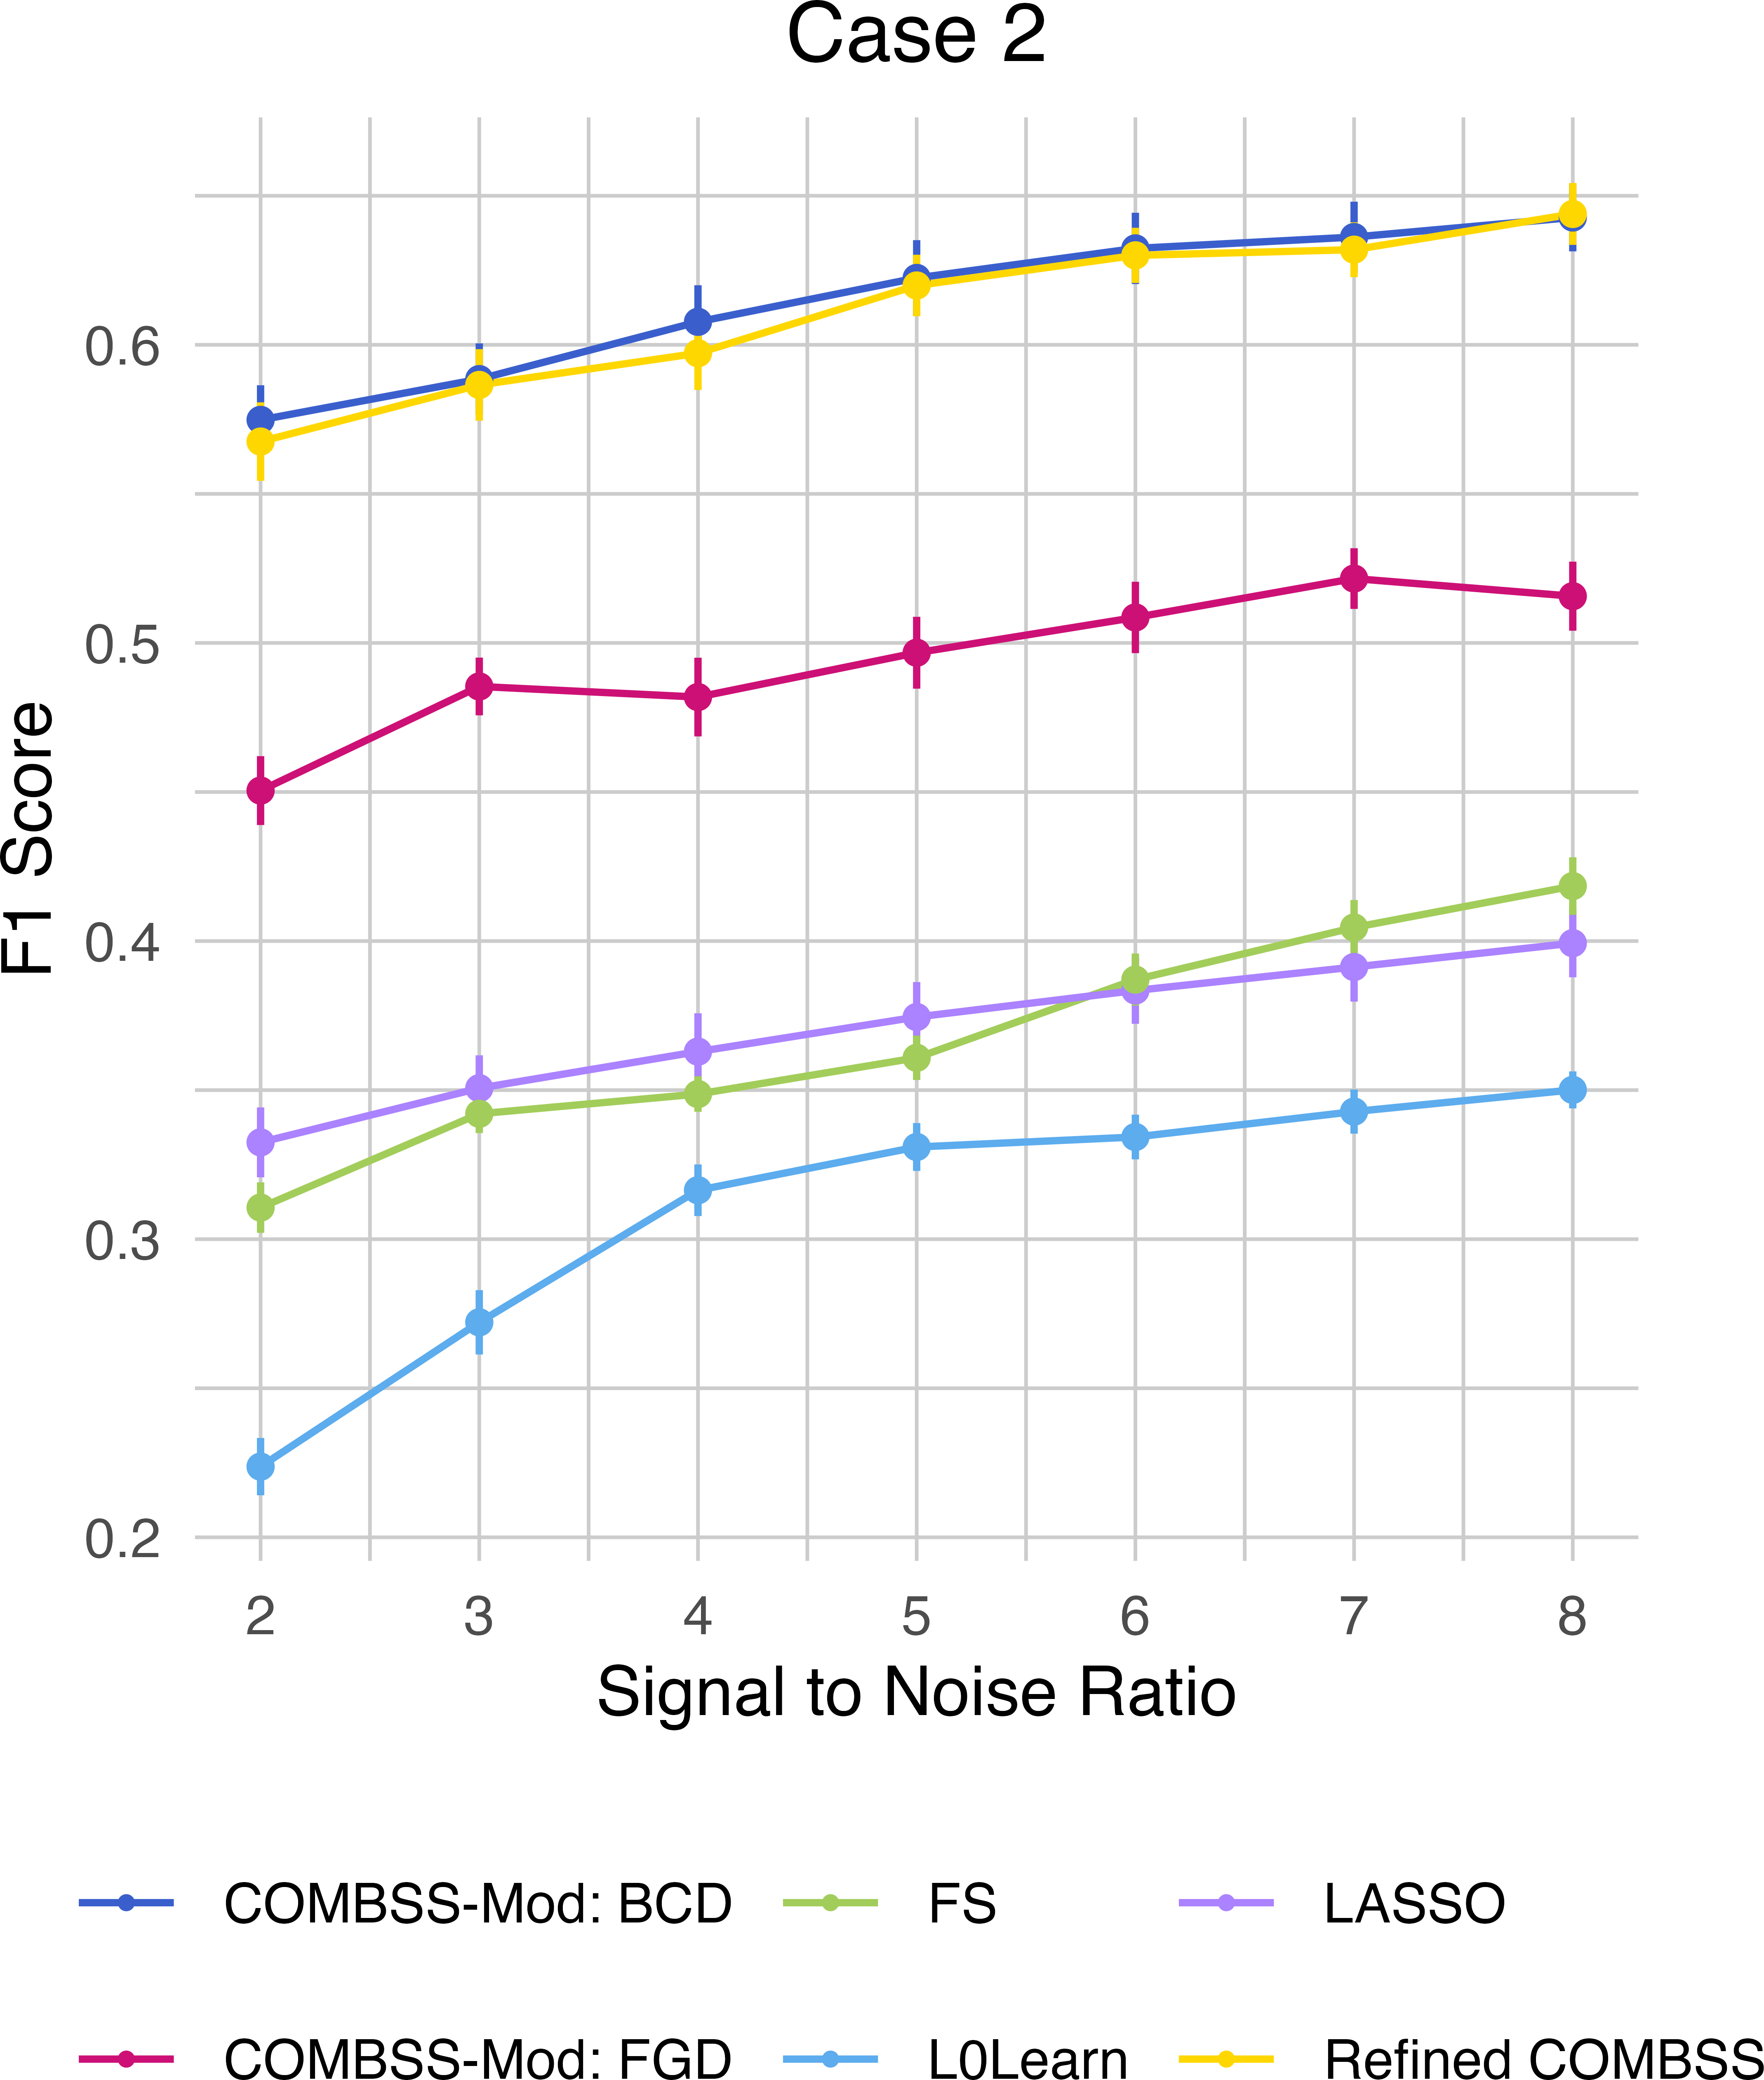 Case 2
F1 Score
0.6
0.5
0.4
0.3
0.2
2 3 4 5 6 7 8
Signal to Noise Ratio
COMBSS-Mod: BCD FS LASSO
COMBSS-Mod: FGD L0Learn Refined COMBSS